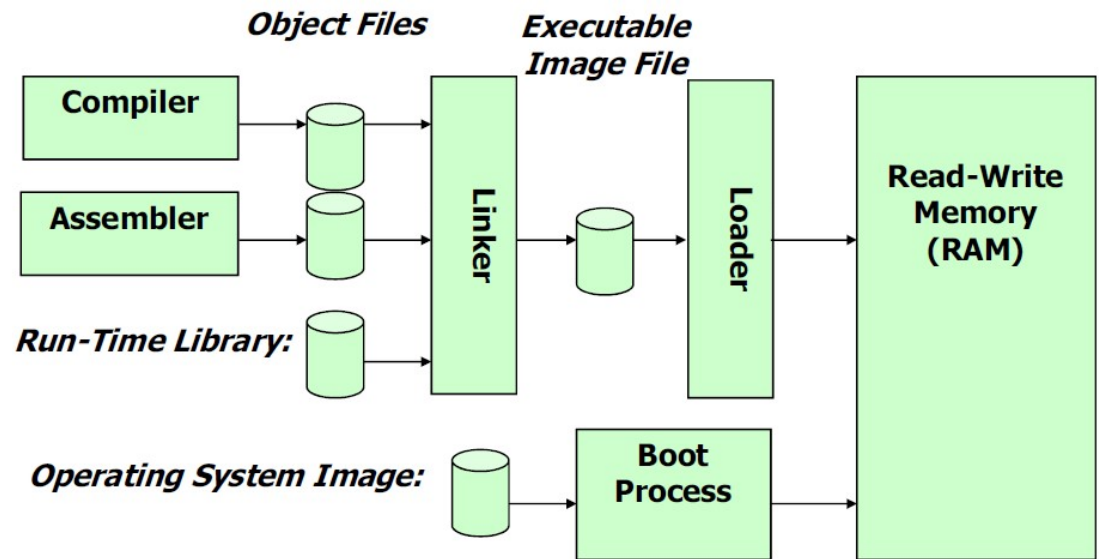 Object Files
Executable
Image File
Compiler
Assembler
Linker
Loader
Read-Write
Memory
(RAM)
Run-Time Library:
Operating System Image:
Boot
Process